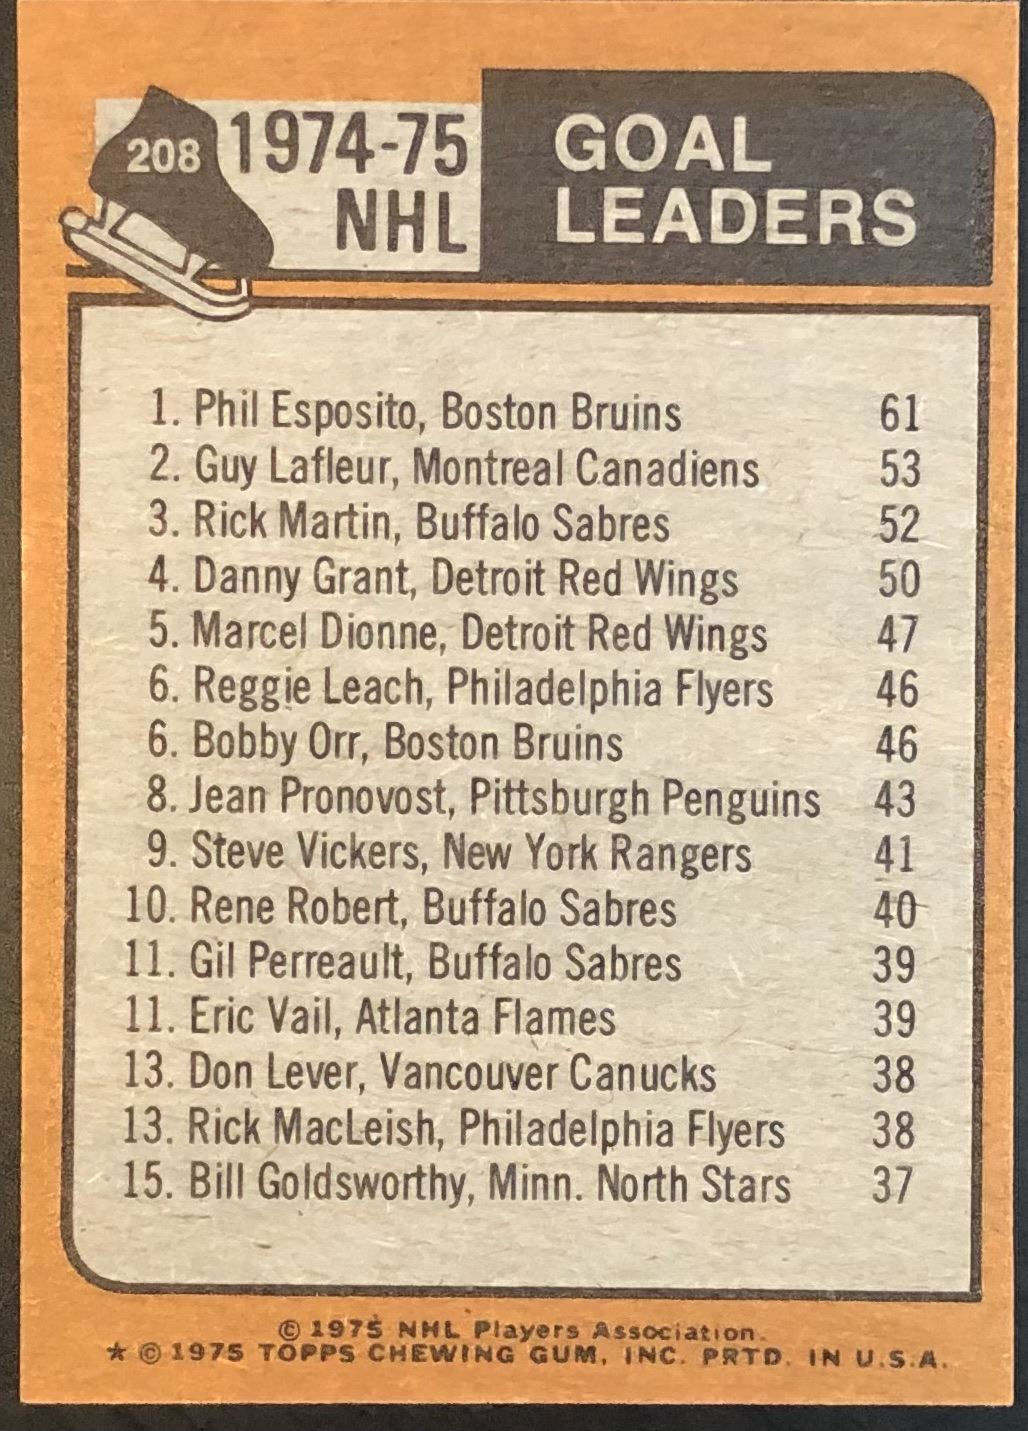 208
1974-75
NHL
GOAL
LEADERS
1. Phil Esposito, Boston Bruins 61
2. Guy Lafleur, Montreal Canadiens 53
3. Rick Martin, Buffalo Sabres 52
4. Danny Grant, Detroit Red Wings 50
5. Marcel Dionne, Detroit Red Wings 47
6. Reggie Leach, Philadelphia Flyers 46
6. Bobby Orr, Boston Bruins 46
8. Jean Pronovost, Pittsburgh Penguins 43
9. Steve Vickers, New York Rangers 41
10. Rene Robert, Buffalo Sabres 40
11. Gil Perreault, Buffalo Sabres 39
11. Eric Vail, Atlanta Flames 39
13. Don Lever, Vancouver Canucks 38
13. Rick MacLeish, Philadelphia Flyers 38
15. Bill Goldsworthy, Minn. North Stars 37
© 1975 NHL Players Association.
* © 1975 TOPPS CHEWING GUM, INC. PRTD. IN U.S.A.